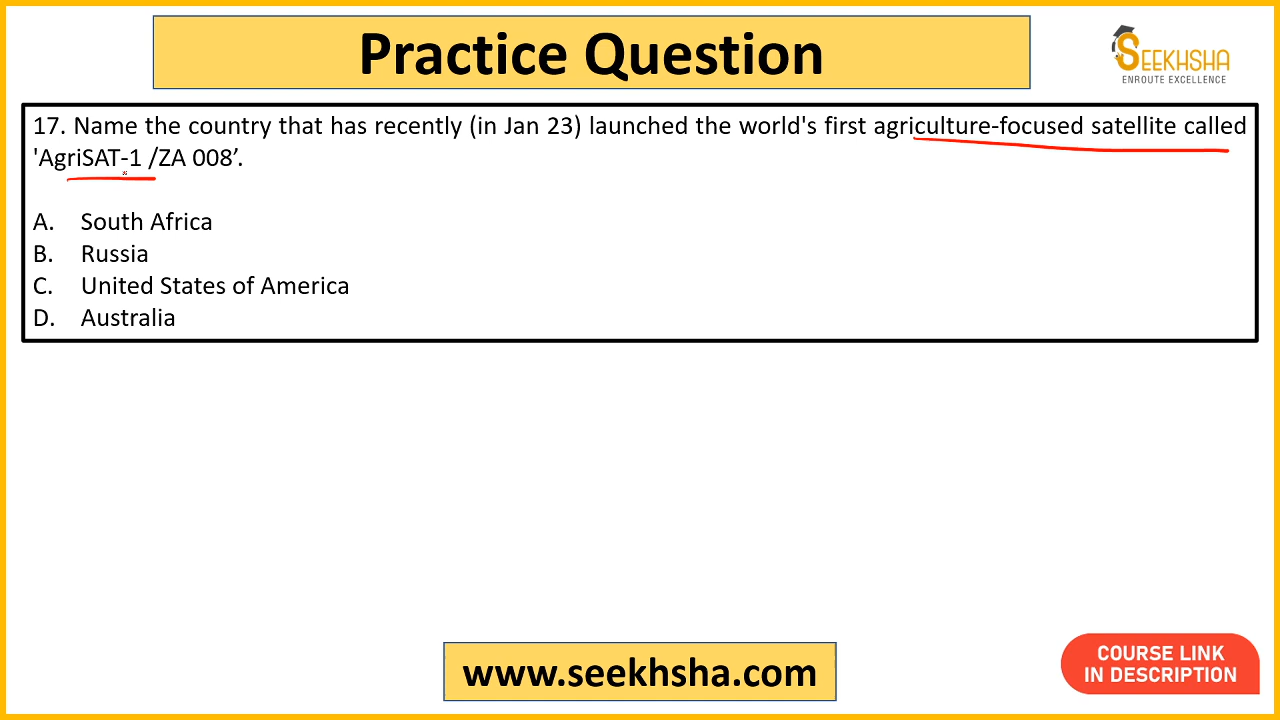 Practice Question
SEEKHSHA
ENROUTE EXCELLENCE
17. Name the country that has recently (in Jan 23) launched the world's first agriculture-focused satellite called
'AgriSAT-1 /ZA 008’.
A. South Africa
B. Russia
C. United States of America
D. Australia
www.seekhsha.com
COURSE LINK
IN DESCRIPTION